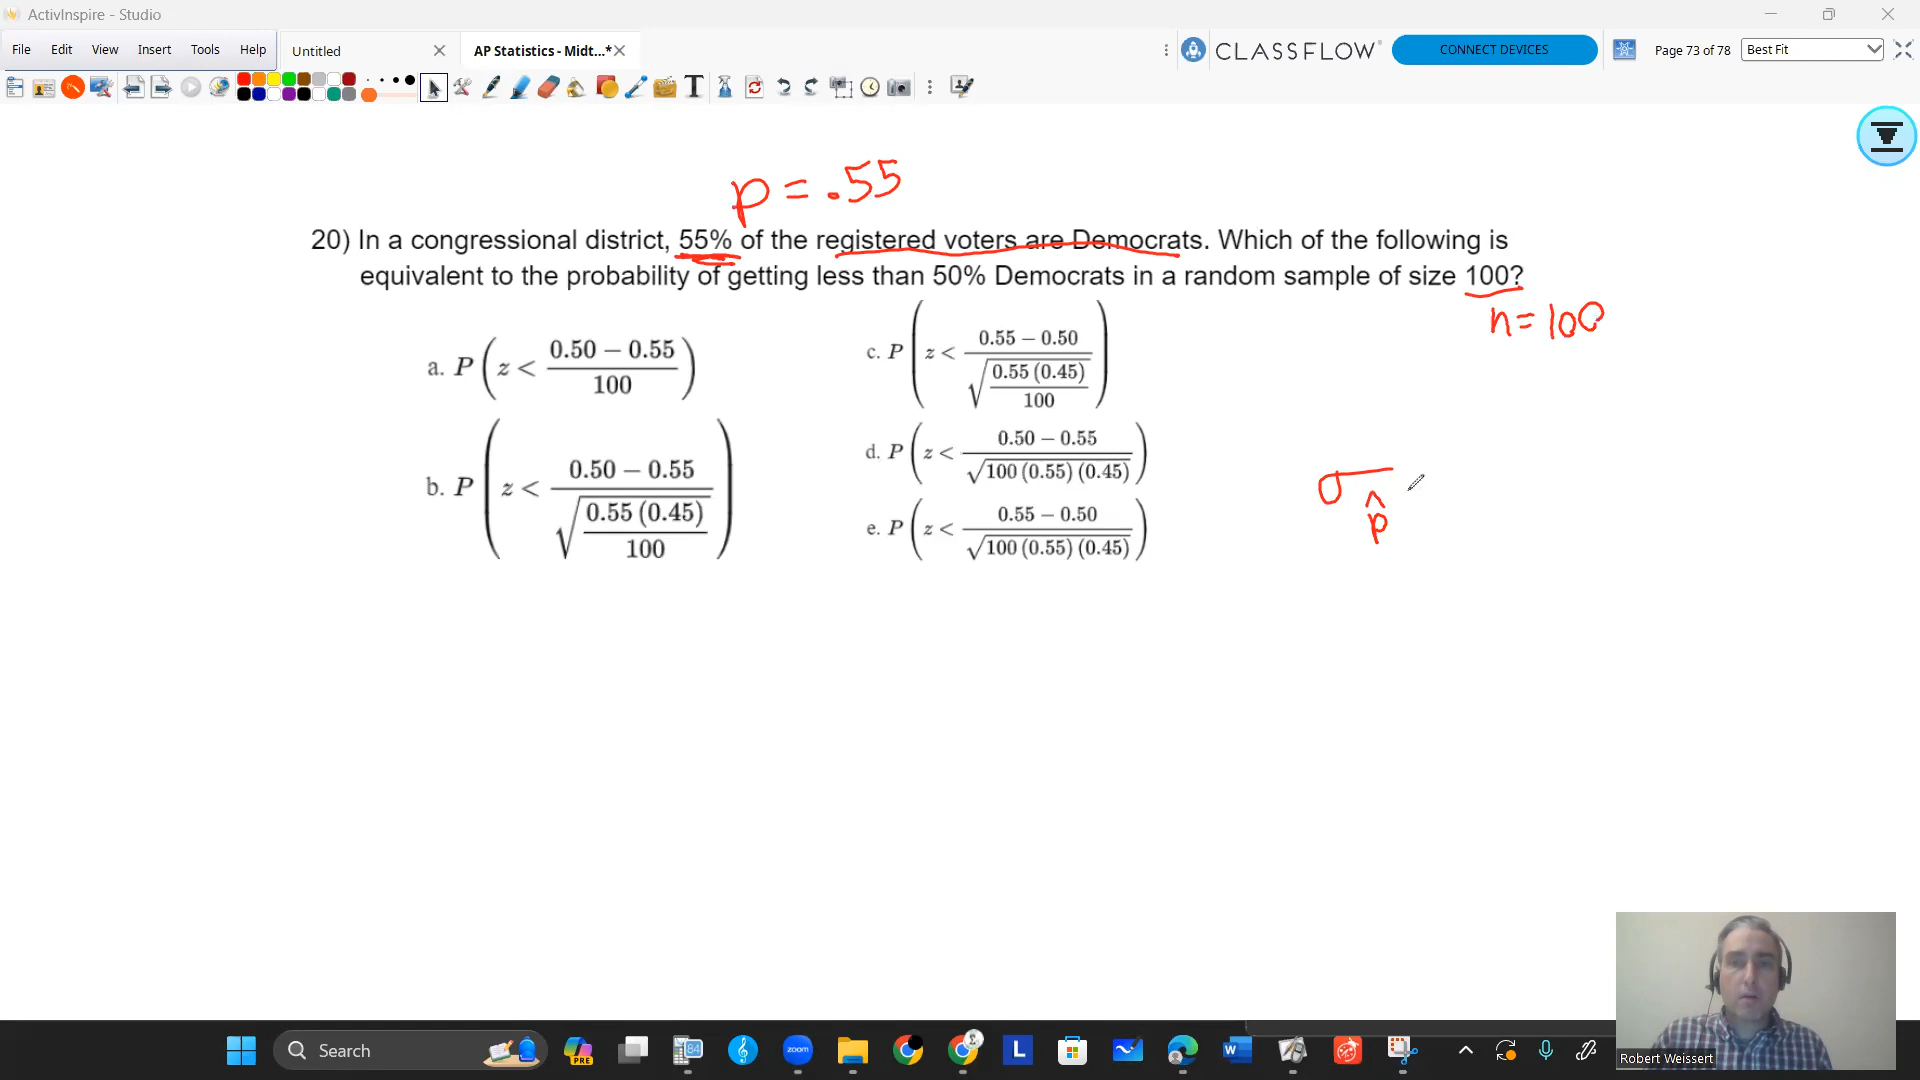 ActivInspire - Studio
File Edit View Insert Tools Help
Untitled
AP Statistics - Midt...*
CLASSFLOW
CONNECT DEVICES
Page 73 of 78
Best Fit
p = .55
20) In a congressional district, 55% of the registered voters are Democrats. Which of the following is
equivalent to the probability of getting less than 50% Democrats in a random sample of size 100?
n = 100
a. P ( z < (0.50 − 0.55) / 100 )
b. P ( z < (0.50 − 0.55) / √(0.55 (0.45) / 100) )
c. P ( z < (0.55 − 0.50) / √(0.55 (0.45) / 100) )
d. P ( z < (0.50 − 0.55) / √(100 (0.55) (0.45)) )
e. P ( z < (0.55 − 0.50) / √(100 (0.55) (0.45)) )
σ p̂
Robert Weissert
Search
PRE
84
zoom
L
W